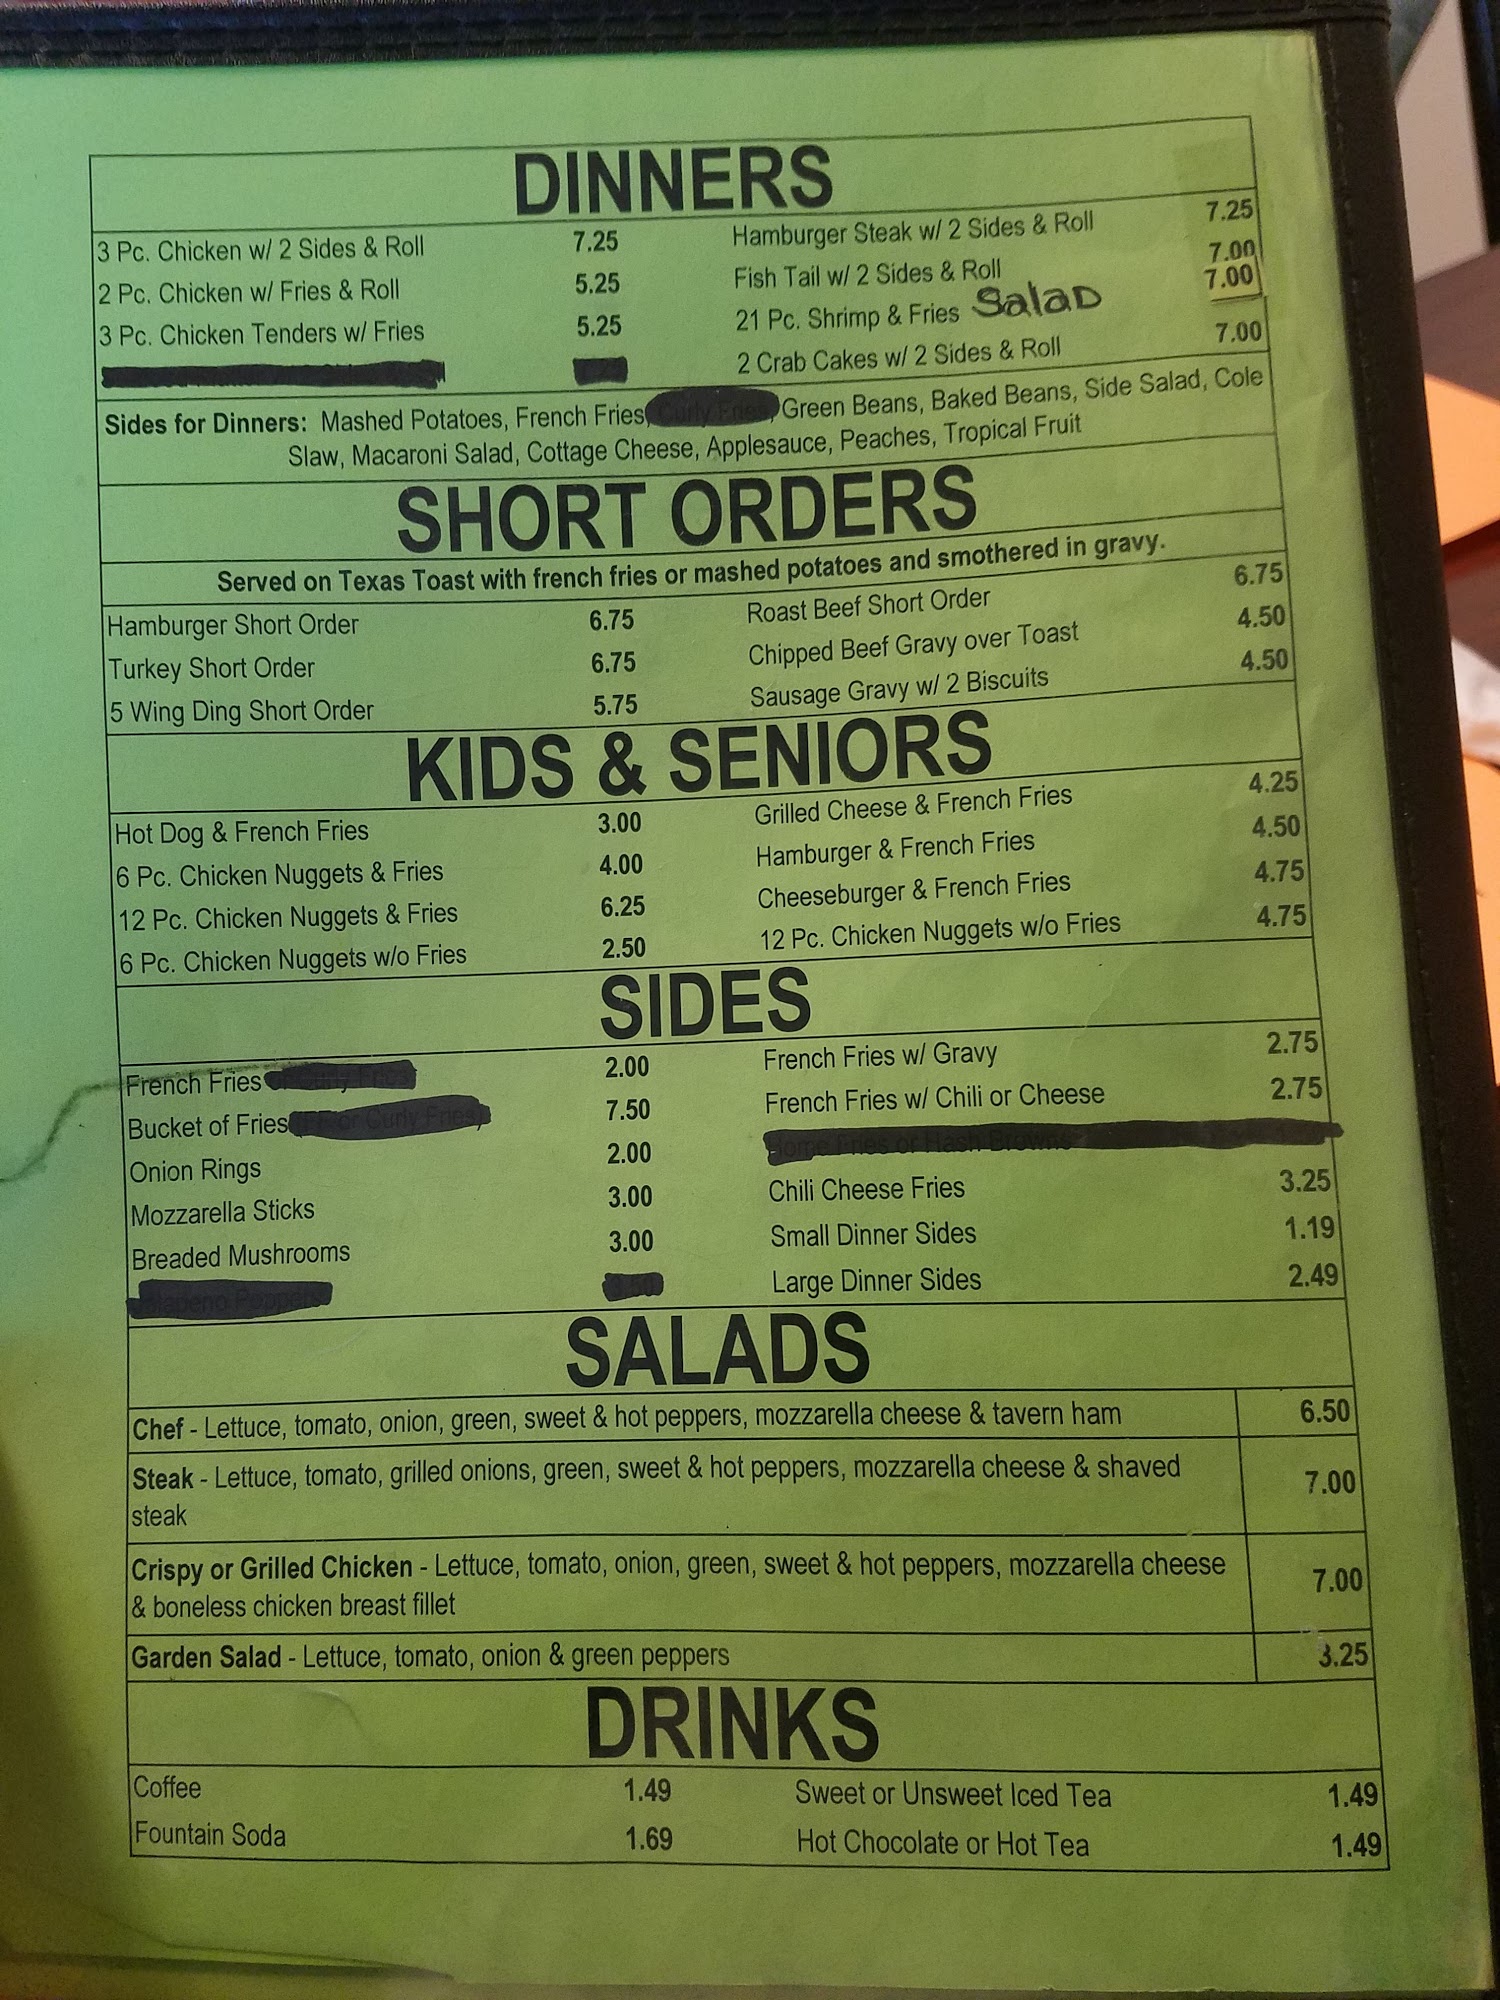 DINNERS
3 Pc. Chicken w/ 2 Sides & Roll 7.25 Hamburger Steak w/ 2 Sides & Roll 7.25
2 Pc. Chicken w/ Fries & Roll 5.25 Fish Tail w/ 2 Sides & Roll 7.00
3 Pc. Chicken Tenders w/ Fries 5.25 21 Pc. Shrimp & Fries Salad 7.00
2 Crab Cakes w/ 2 Sides & Roll 7.00
Sides for Dinners: Mashed Potatoes, French Fries, Curly Fries, Green Beans, Baked Beans, Side Salad, Cole
Slaw, Macaroni Salad, Cottage Cheese, Applesauce, Peaches, Tropical Fruit
SHORT ORDERS
Served on Texas Toast with french fries or mashed potatoes and smothered in gravy.
Hamburger Short Order 6.75 Roast Beef Short Order 6.75
Turkey Short Order 6.75 Chipped Beef Gravy over Toast 4.50
5 Wing Ding Short Order 5.75 Sausage Gravy w/ 2 Biscuits 4.50
KIDS & SENIORS
Hot Dog & French Fries 3.00 Grilled Cheese & French Fries 4.25
6 Pc. Chicken Nuggets & Fries 4.00 Hamburger & French Fries 4.50
12 Pc. Chicken Nuggets & Fries 6.25 Cheeseburger & French Fries 4.75
6 Pc. Chicken Nuggets w/o Fries 2.50 12 Pc. Chicken Nuggets w/o Fries 4.75
SIDES
French Fries or Curly Fries 2.00 French Fries w/ Gravy 2.75
Bucket of Fries (FF or Curly Fries) 7.50 French Fries w/ Chili or Cheese 2.75
Onion Rings 2.00 Home Fries or Hash Browns
Mozzarella Sticks 3.00 Chili Cheese Fries 3.25
Breaded Mushrooms 3.00 Small Dinner Sides 1.19
Jalapeno Poppers Large Dinner Sides 2.49
SALADS
Chef - Lettuce, tomato, onion, green, sweet & hot peppers, mozzarella cheese & tavern ham 6.50
Steak - Lettuce, tomato, grilled onions, green, sweet & hot peppers, mozzarella cheese & shaved
steak 7.00
Crispy or Grilled Chicken - Lettuce, tomato, onion, green, sweet & hot peppers, mozzarella cheese
& boneless chicken breast fillet 7.00
Garden Salad - Lettuce, tomato, onion & green peppers 3.25
DRINKS
Coffee 1.49 Sweet or Unsweet Iced Tea 1.49
Fountain Soda 1.69 Hot Chocolate or Hot Tea 1.49